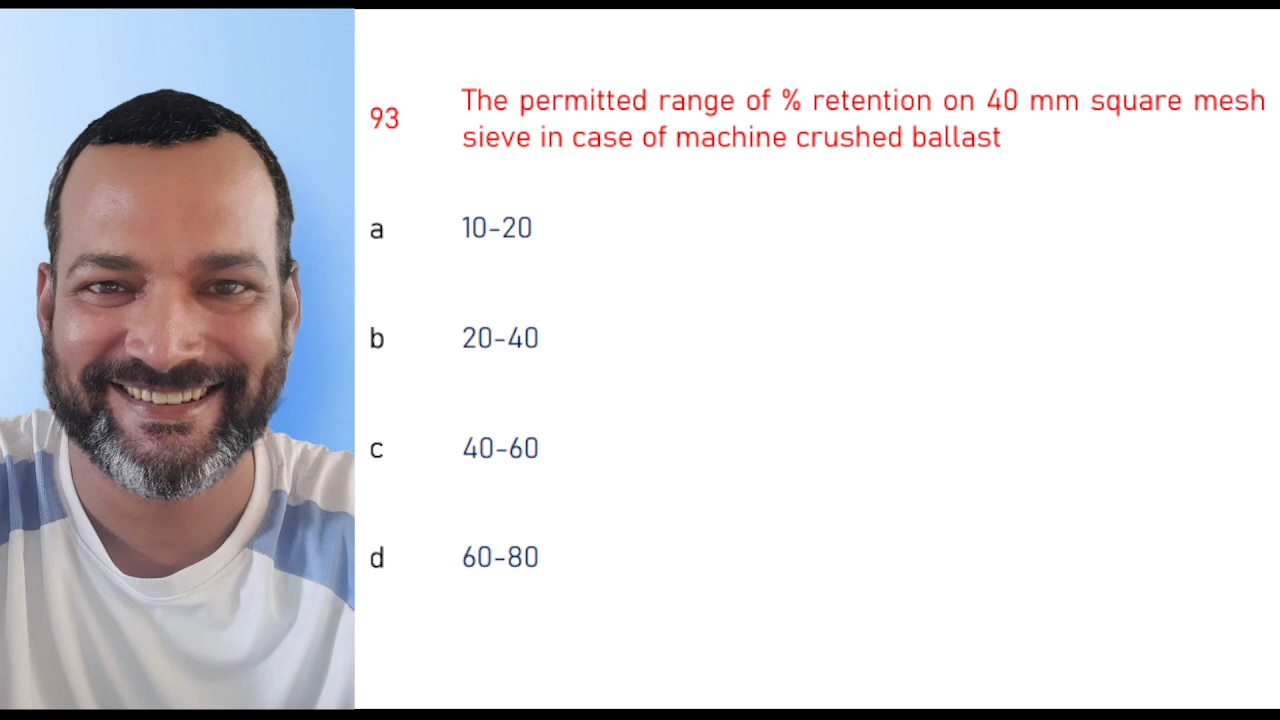 93
The permitted range of % retention on 40 mm square mesh
sieve in case of machine crushed ballast
a 10-20
b 20-40
c 40-60
d 60-80